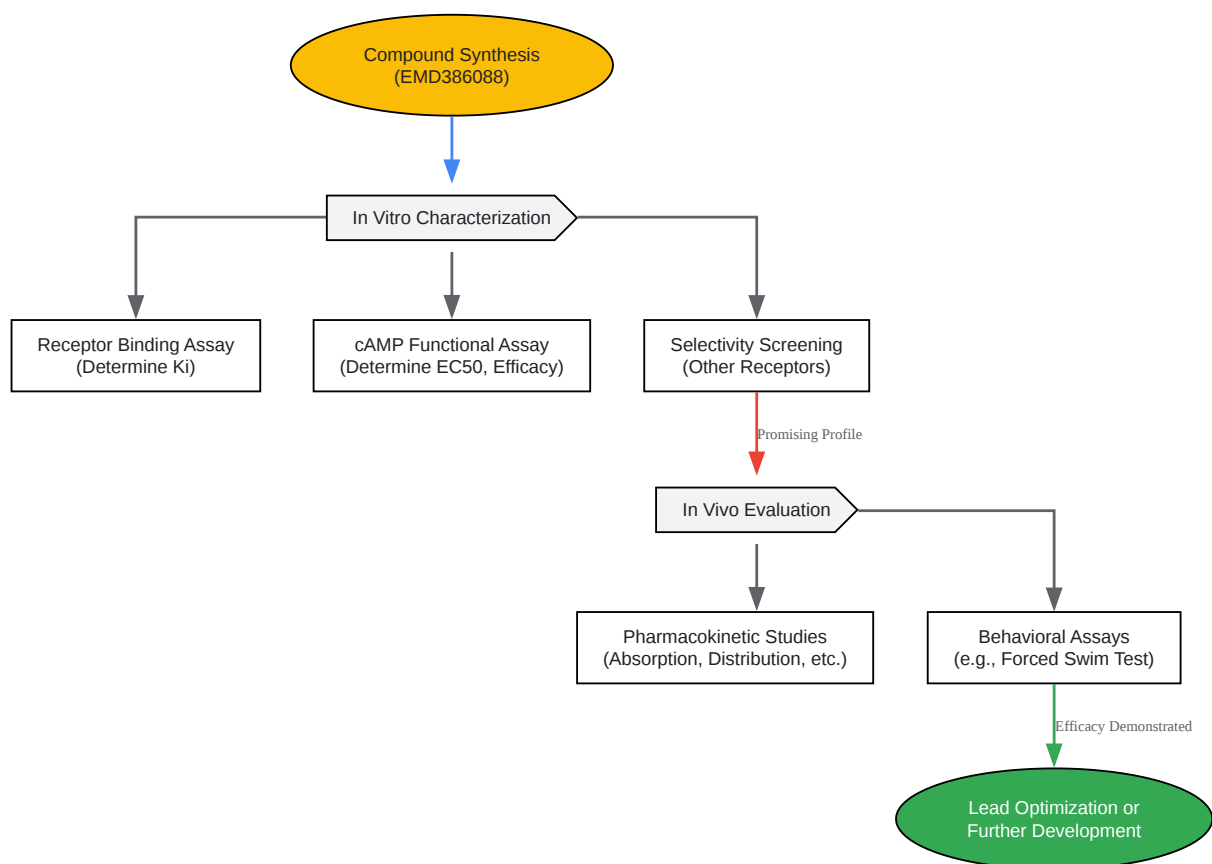 Compound Synthesis
(EMD386088)
In Vitro Characterization
Receptor Binding Assay
(Determine Ki)
cAMP Functional Assay
(Determine EC50, Efficacy)
Selectivity Screening
(Other Receptors)
Promising Profile
In Vivo Evaluation
Pharmacokinetic Studies
(Absorption, Distribution, etc.)
Behavioral Assays
(e.g., Forced Swim Test)
Efficacy Demonstrated
Lead Optimization or
Further Development